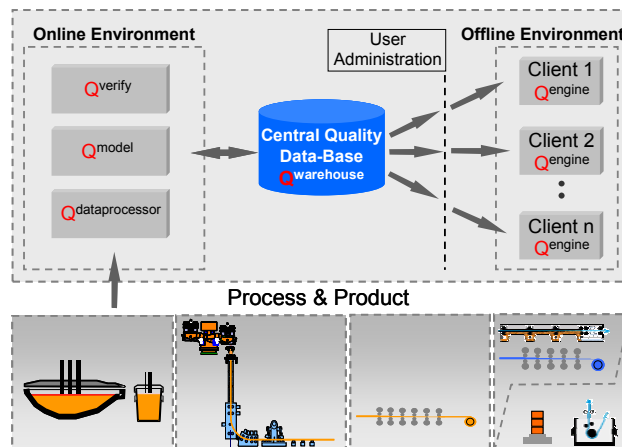 Online Environment
User
Administration
Offline Environment
Qverify
Qmodel
Qdataprocessor
Central Quality
Data-Base
Qwarehouse
Client 1
Qengine
Client 2
Qengine
Client n
Qengine
Process & Product